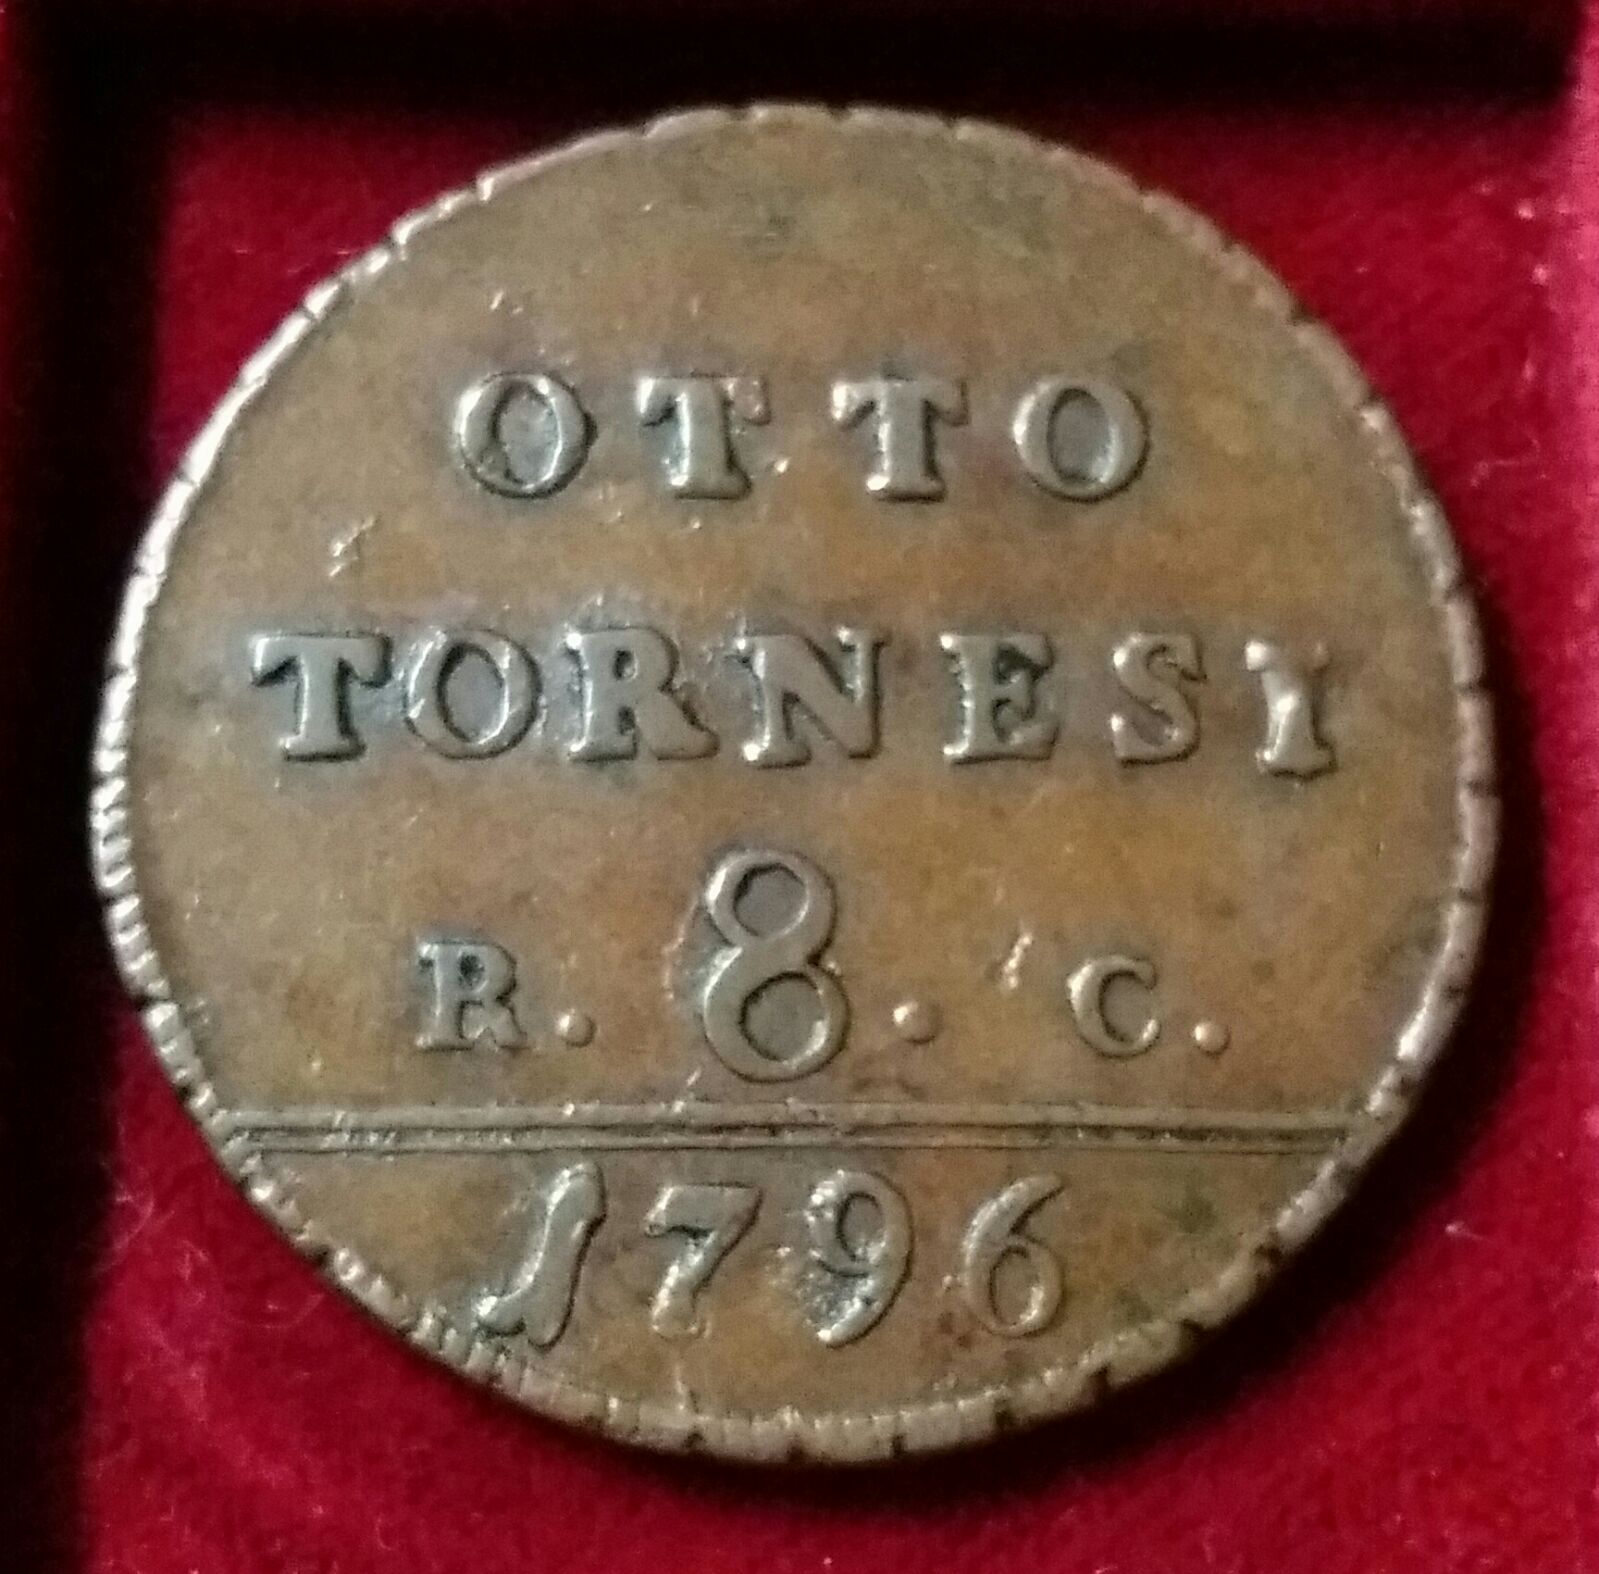 OTTO
TORNESI
R. 8. C.
1796